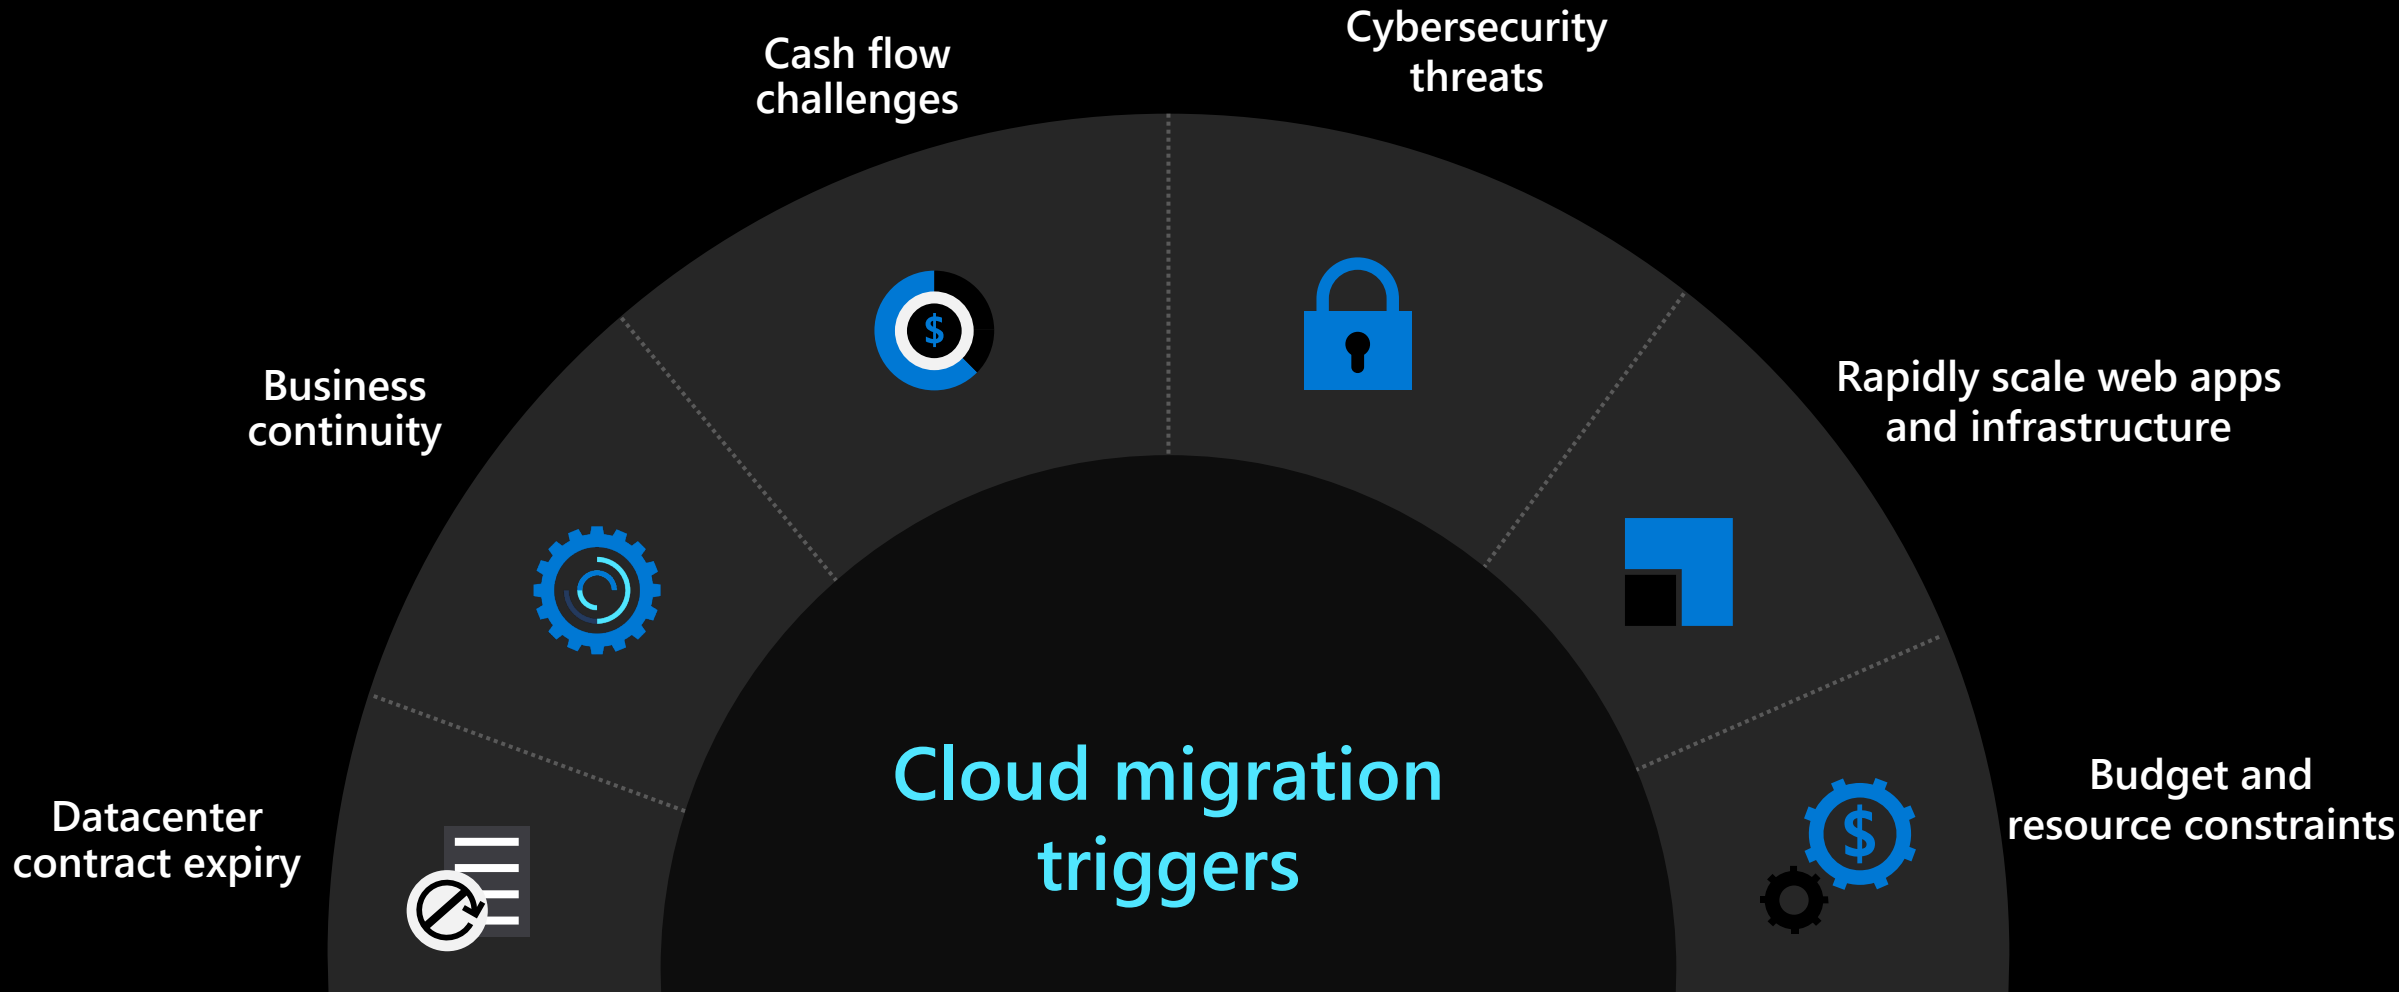 Cybersecurity
threats
Cash flow
challenges
Business
continuity
Rapidly scale web apps
and infrastructure
Datacenter
contract expiry
Budget and
resource constraints
Cloud migration
triggers
$
$